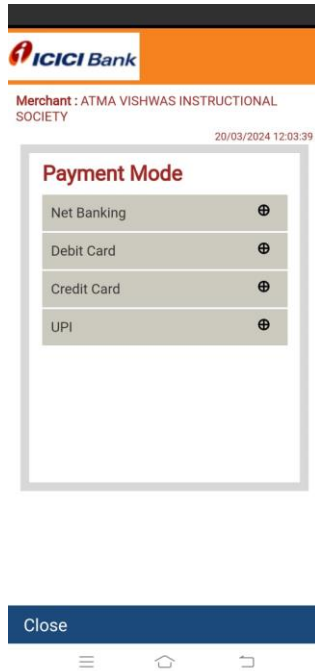 ICICI Bank
Merchant : ATMA VISHWAS INSTRUCTIONAL
SOCIETY
20/03/2024 12:03:39
Payment Mode
Net Banking
Debit Card
Credit Card
UPI
Close